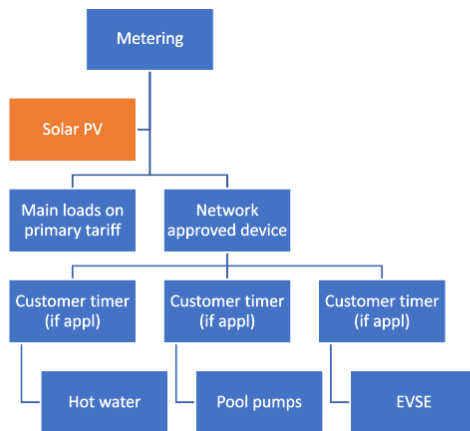 Metering
Solar PV
Main loads on
primary tariff
Network
approved device
Customer timer
(if appl)
Customer timer
(if appl)
Customer timer
(if appl)
Hot water
Pool pumps
EVSE